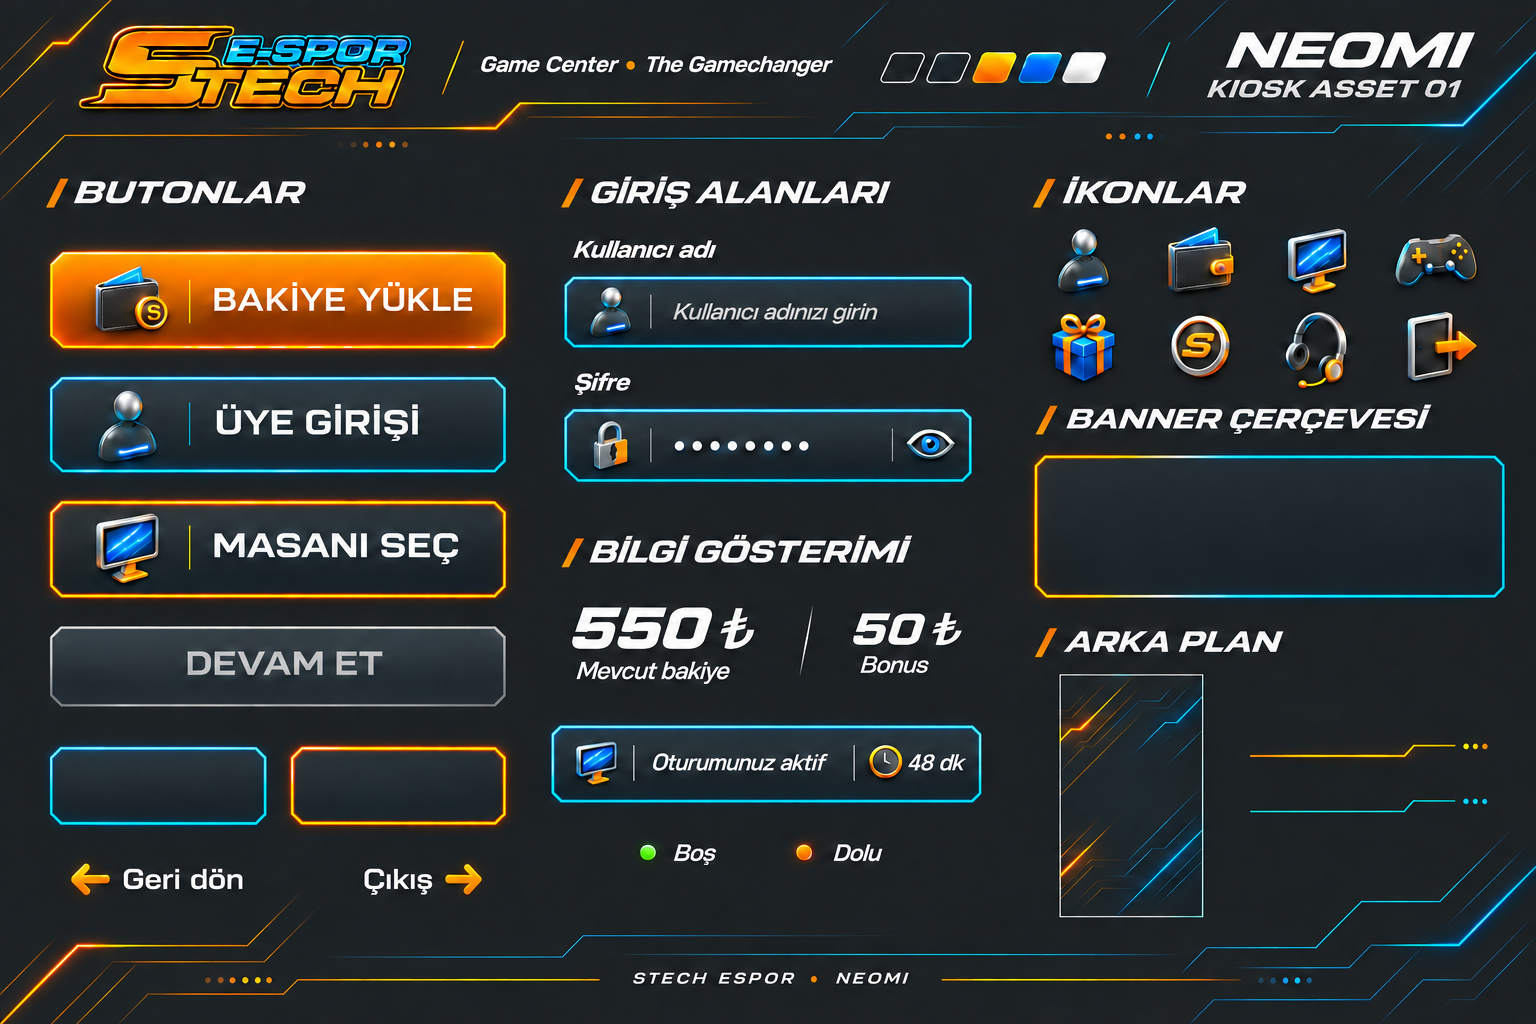 E-SPOR
STECH
Game Center • The Gamechanger
NEOMI
KIOSK ASSET 01
BUTONLAR
BAKİYE YÜKLE
S
ÜYE GİRİŞİ
MASANI SEÇ
DEVAM ET
← Geri dön
Çıkış →
GİRİŞ ALANLARI
Kullanıcı adı
Kullanıcı adınızı girin
Şifre
••••••••
BİLGİ GÖSTERİMİ
550 ₺
Mevcut bakiye
50 ₺
Bonus
Oturumunuz aktif
48 dk
Boş
Dolu
İKONLAR
S
BANNER ÇERÇEVESİ
ARKA PLAN
STECH ESPOR • NEOMI